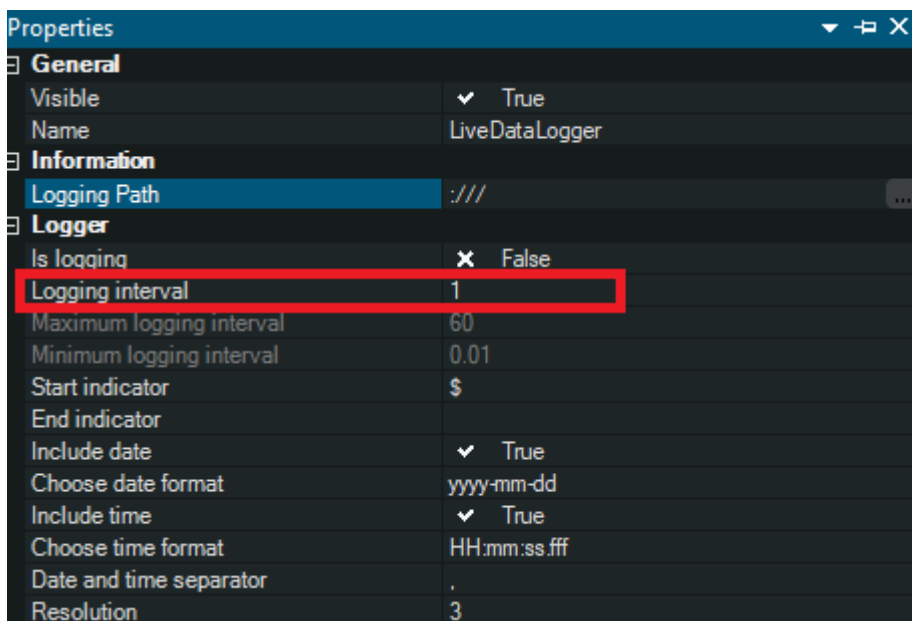 Properties
General
Visible True
Name LiveDataLogger
Information
Logging Path :/// ...
Logger
Is logging False
Logging interval 1
Maximum logging interval 60
Minimum logging interval 0.01
Start indicator $
End indicator
Include date True
Choose date format yyyy-mm-dd
Include time True
Choose time format HH:mm:ss.fff
Date and time separator ,
Resolution 3